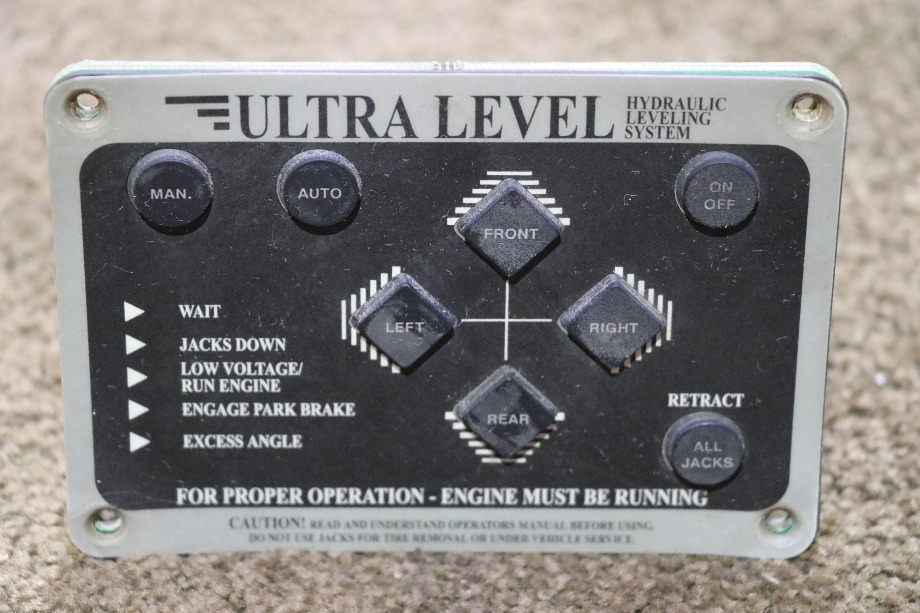 ULTRA LEVEL
HYDRAULIC
LEVELING
SYSTEM
MAN.
AUTO
ON
OFF
FRONT
LEFT
RIGHT
REAR
WAIT
JACKS DOWN
LOW VOLTAGE/
RUN ENGINE
ENGAGE PARK BRAKE
EXCESS ANGLE
RETRACT
ALL
JACKS
FOR PROPER OPERATION - ENGINE MUST BE RUNNING
CAUTION! READ AND UNDERSTAND OPERATORS MANUAL BEFORE USING.
DO NOT USE JACKS FOR TIRE REMOVAL OR UNDER VEHICLE SERVICE.